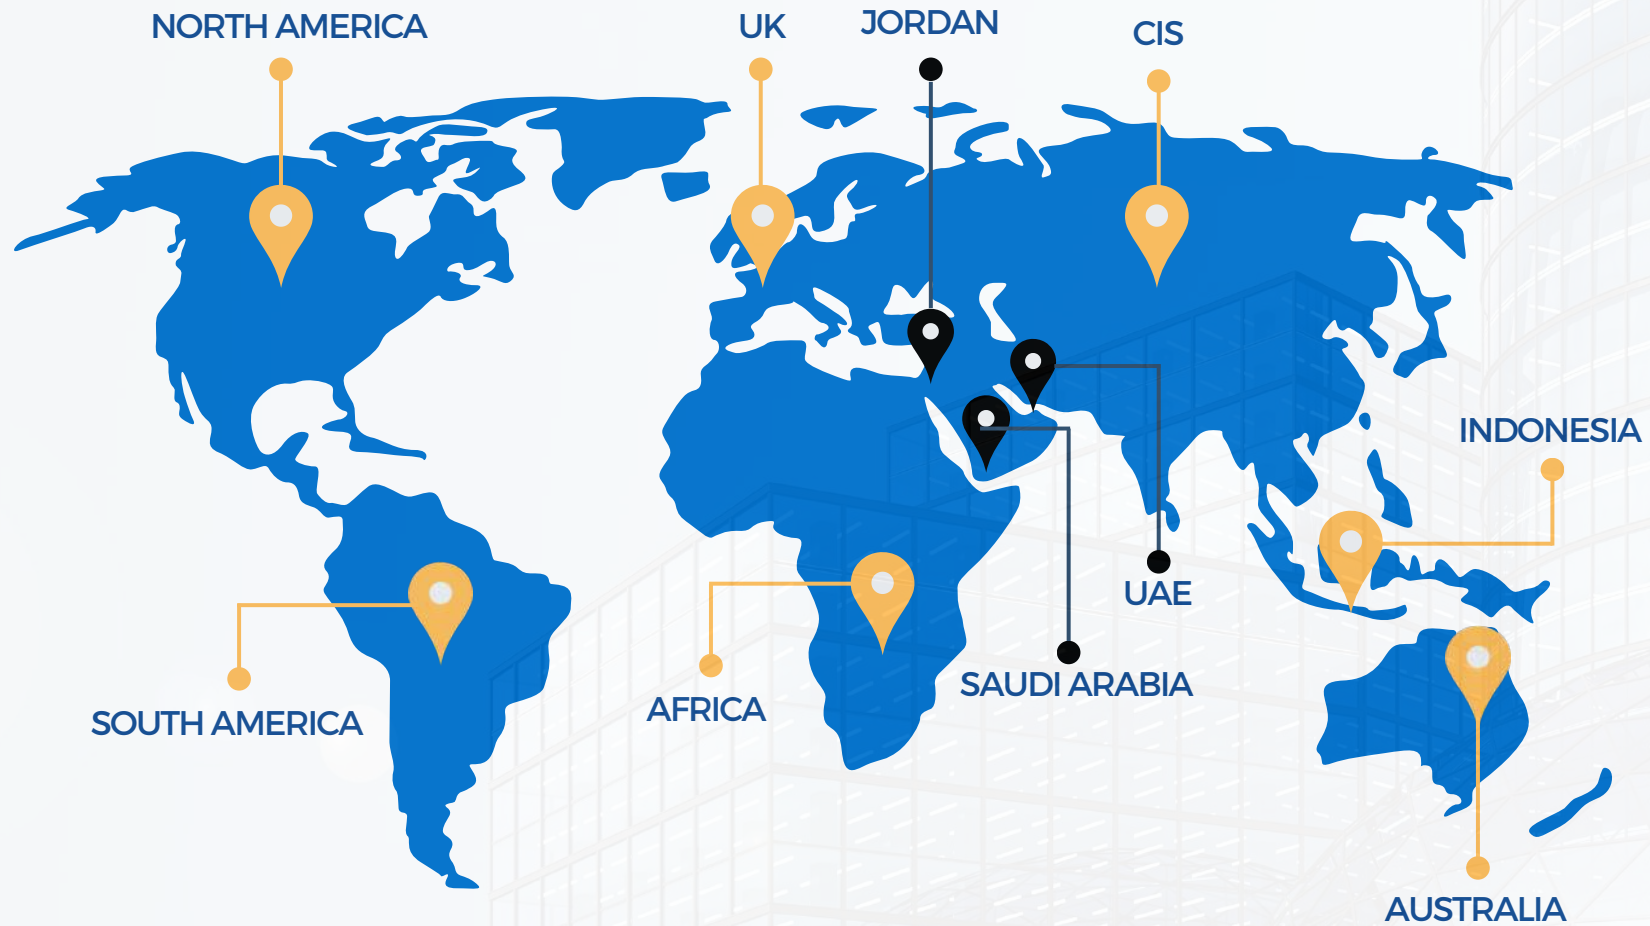 NORTH AMERICA
UK
JORDAN
CIS
INDONESIA
UAE
SAUDI ARABIA
AFRICA
SOUTH AMERICA
AUSTRALIA